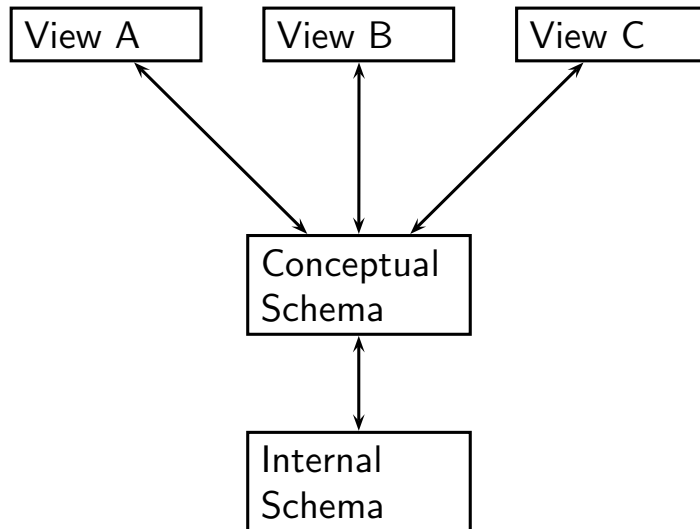 View A
View B
View C
Conceptual
Schema
Internal
Schema